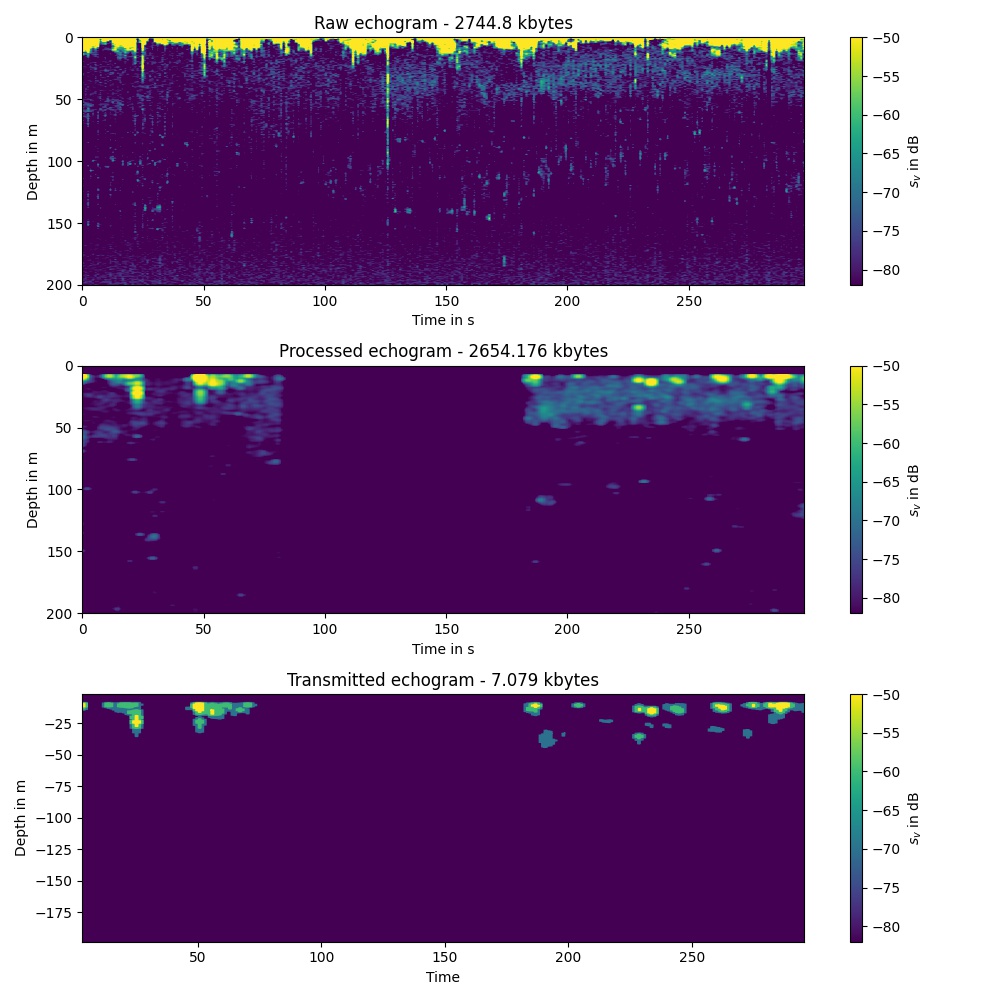 Raw echogram - 2744.8 kbytes
0
50
100
150
200
Depth in m
0 50 100 150 200 250
Time in s
−50
−55
−60
−65
−70
−75
−80
sv in dB
Processed echogram - 2654.176 kbytes
0
50
100
150
200
Depth in m
0 50 100 150 200 250
Time in s
−50
−55
−60
−65
−70
−75
−80
sv in dB
Transmitted echogram - 7.079 kbytes
−25
−50
−75
−100
−125
−150
−175
Depth in m
50 100 150 200 250
Time
−50
−55
−60
−65
−70
−75
−80
sv in dB